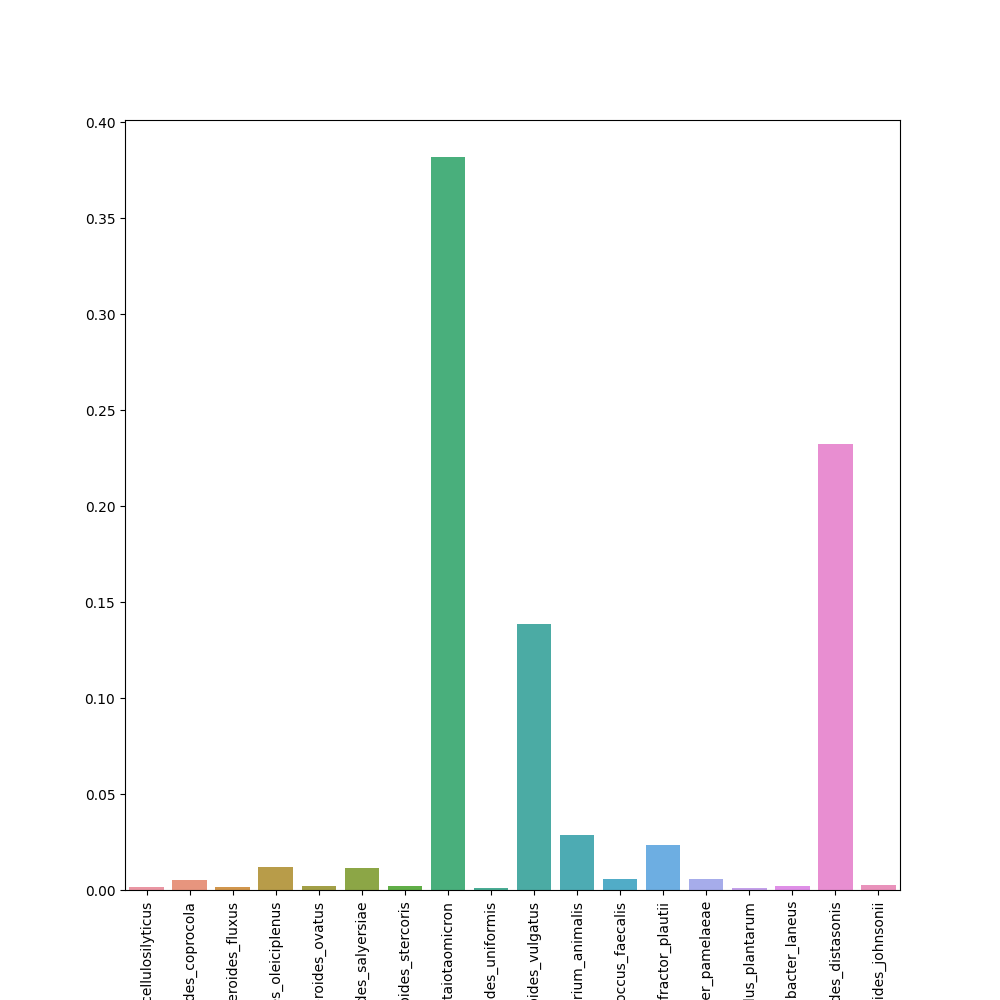 0.40
0.35
0.30
0.25
0.20
0.15
0.10
0.05
0.00
cellulosilyticus
des_coprocola
eroides_fluxus
s_oleiciplenus
roides_ovatus
des_salyersiae
oides_stercoris
taiotaomicron
des_uniformis
oides_vulgatus
rium_animalis
occus_faecalis
fractor_plautii
er_pamelaeae
lus_plantarum
bacter_laneus
des_distasonis
ides_johnsonii